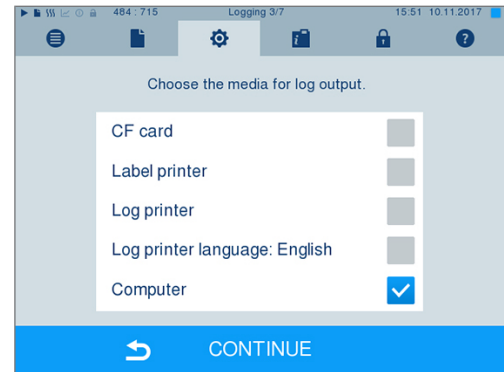 484 : 715 Logging 3/7 15:51 10.11.2017
Choose the media for log output.
CF card
Label printer
Log printer
Log printer language: English
Computer
CONTINUE